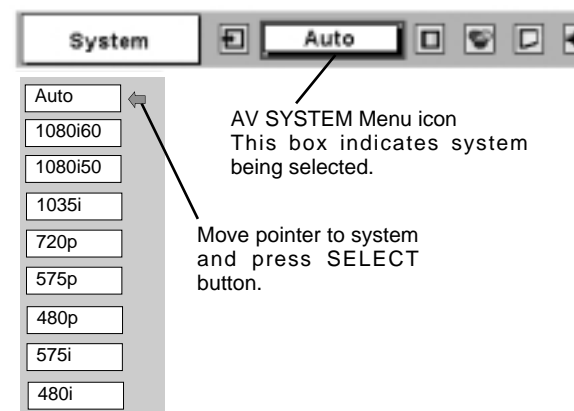 System
Auto
AV SYSTEM Menu icon
This box indicates system
being selected.
Auto
1080i60
1080i50
1035i
720p
575p
480p
575i
480i
Move pointer to system
and press SELECT
button.